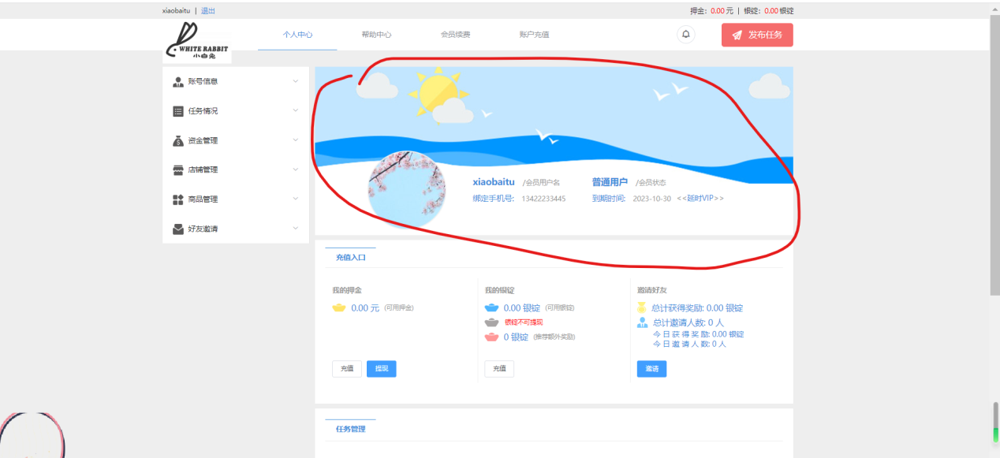 xiaobaitu | 退出
押金: 0.00 元 | 银锭: 0.00 银锭
WHITE RABBIT
小白兔
个人中心
帮助中心
会员续费
账户充值
发布任务
账号信息
任务情况
资金管理
店铺管理
商品管理
好友邀请
xiaobaitu /会员用户名
普通用户 /会员状态
绑定手机号: 13422233445
到期时间: 2023-10-30 <<延时VIP>>
充值入口
我的押金
0.00 元 (可用押金)
充值 提现
我的银锭
0.00 银锭 (可用银锭)
银锭不可提现
0 银锭 (推荐额外奖励)
充值
邀请好友
总计获得奖励: 0.00 银锭
总计邀请人数: 0 人
今日获得奖励: 0.00 银锭
今日邀请人数: 0 人
邀请
任务管理